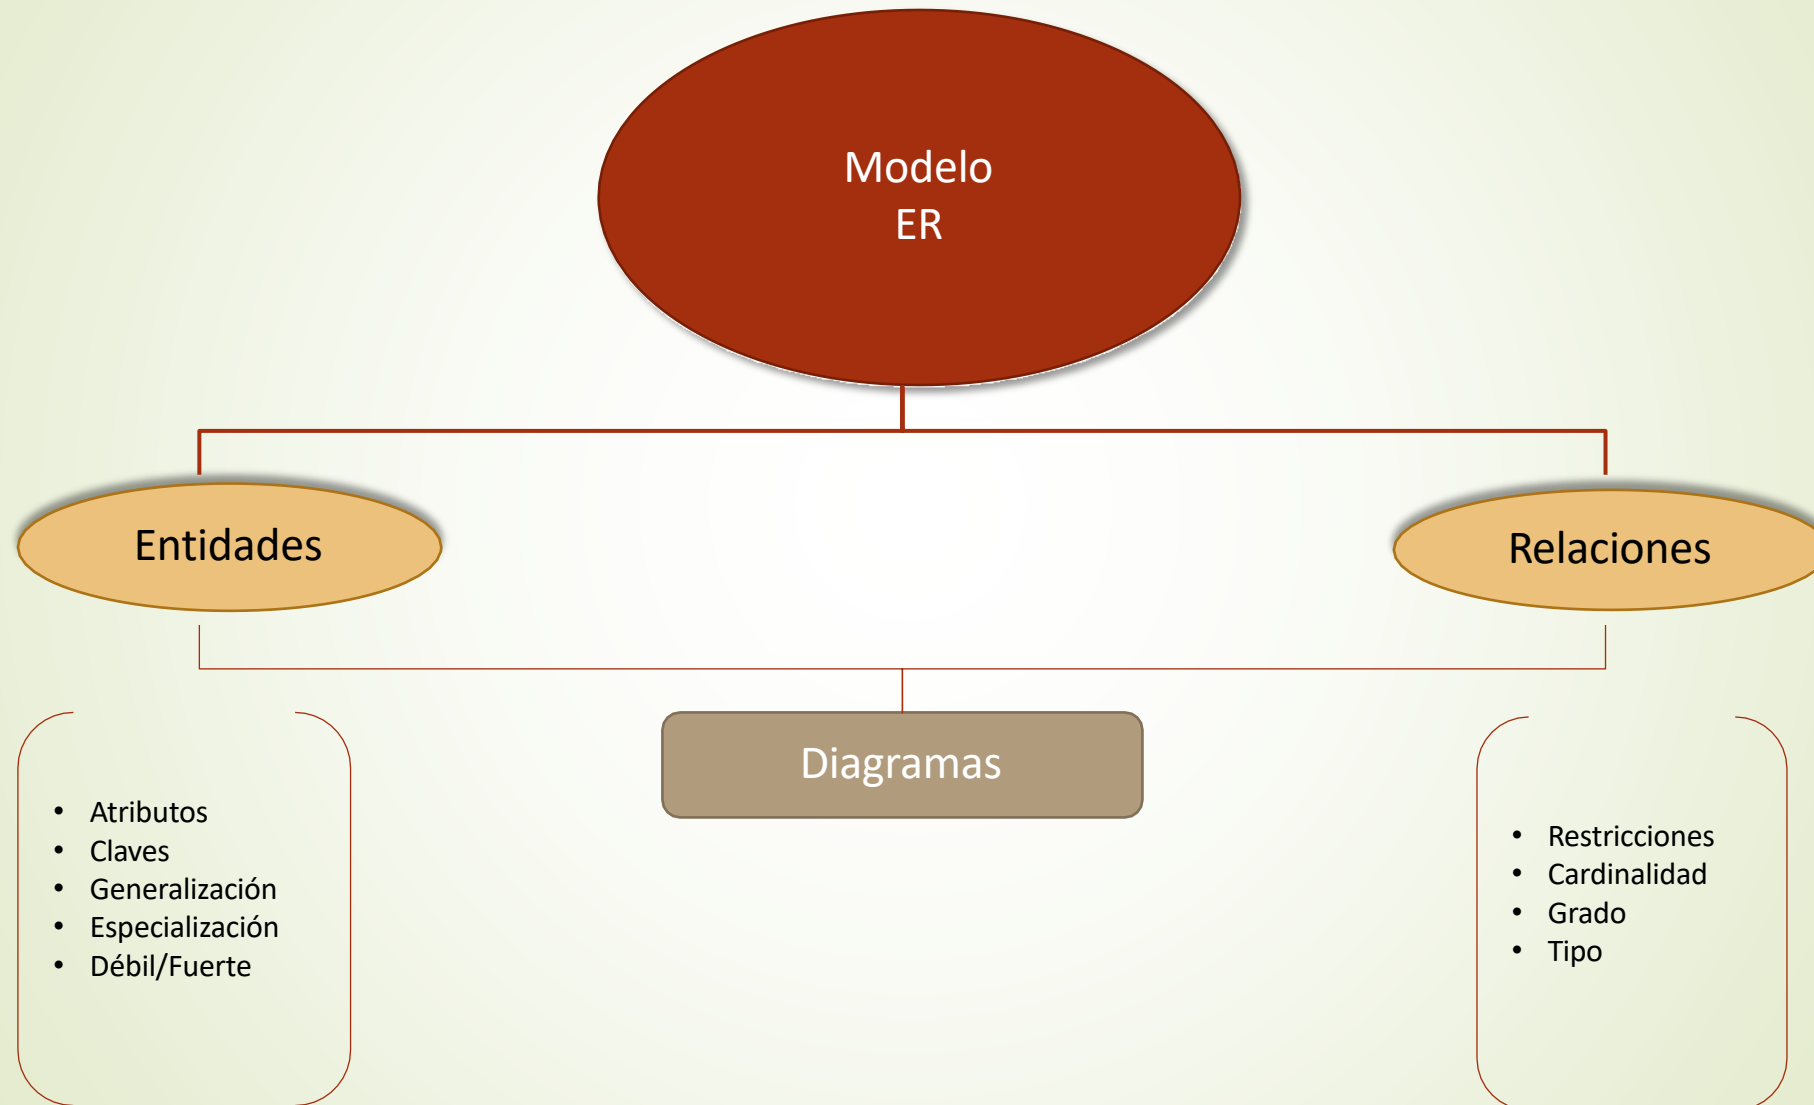 Modelo
ER
Entidades
Relaciones
Diagramas
• Atributos
• Claves
• Generalización
• Especialización
• Débil/Fuerte
• Restricciones
• Cardinalidad
• Grado
• Tipo